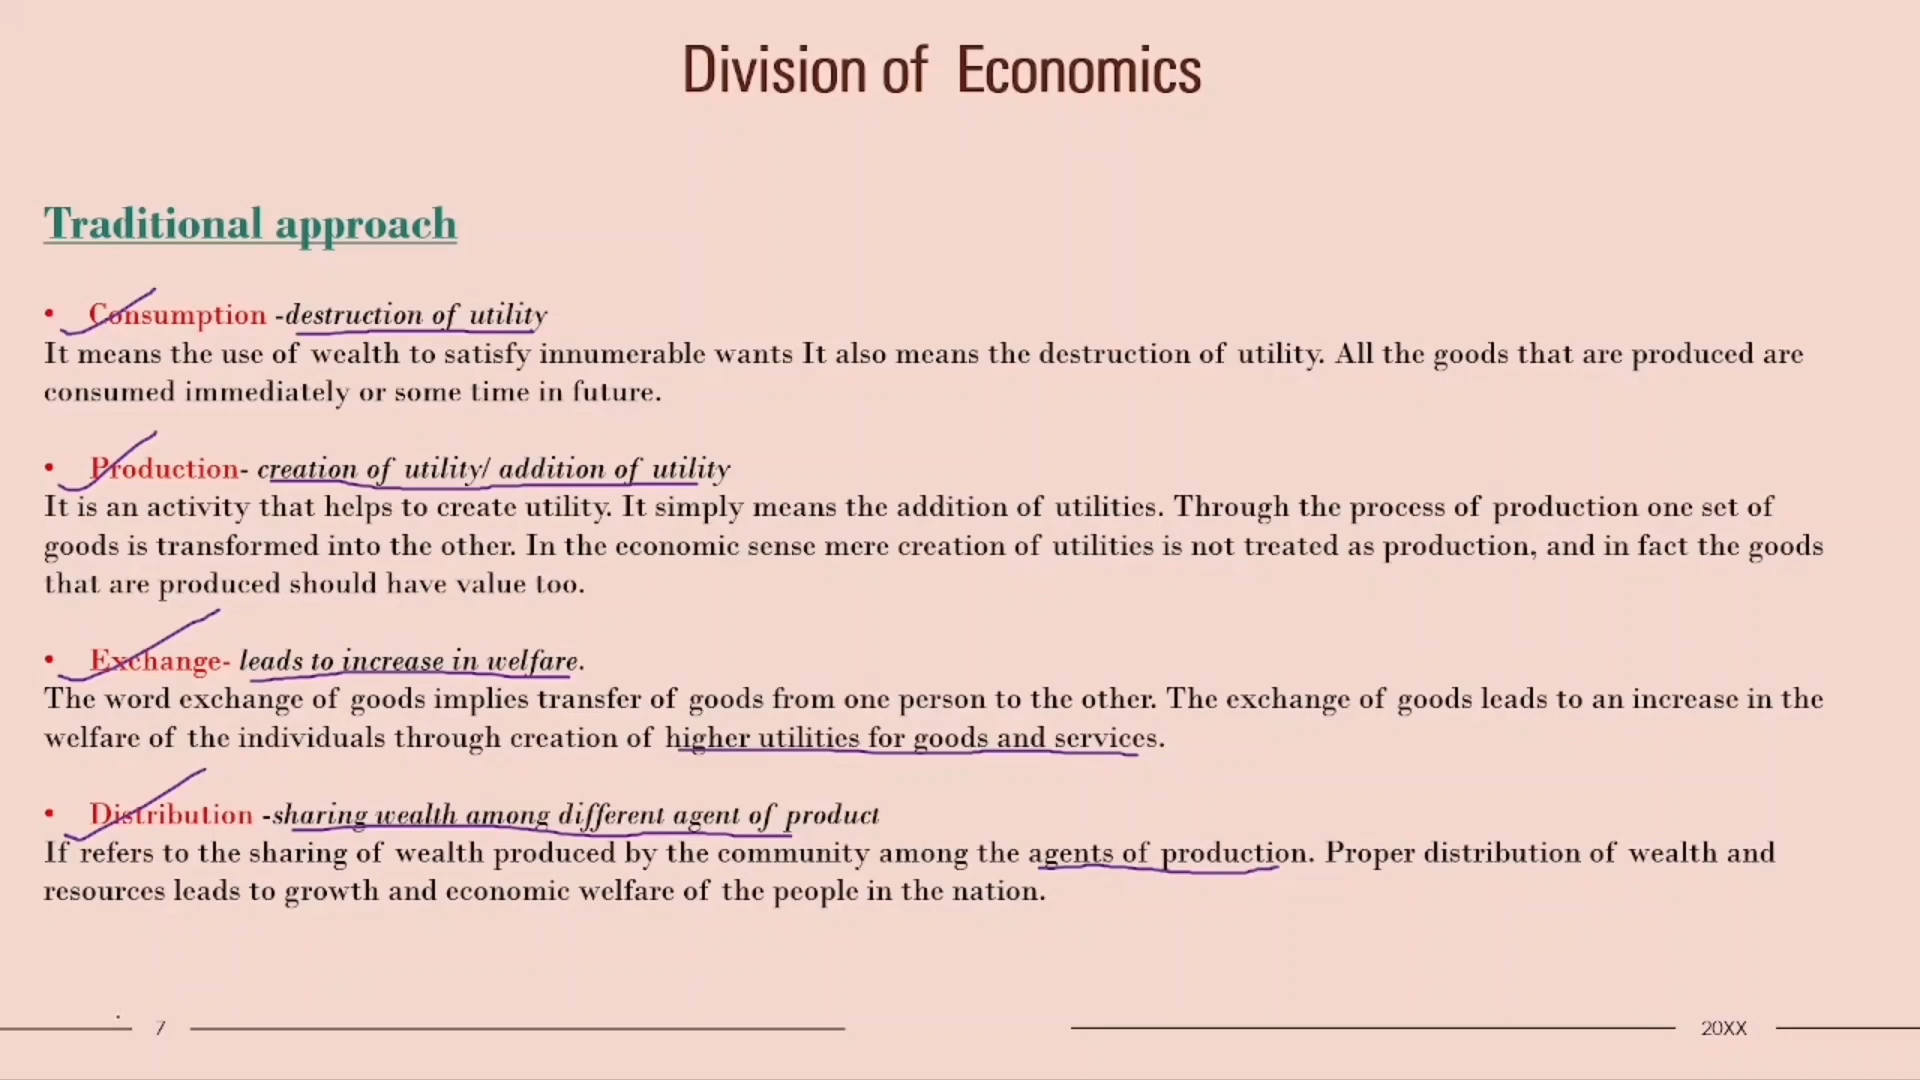 Division of Economics
Traditional approach
• Consumption -destruction of utility
It means the use of wealth to satisfy innumerable wants It also means the destruction of utility. All the goods that are produced are
consumed immediately or some time in future.
• Production- creation of utility/ addition of utility
It is an activity that helps to create utility. It simply means the addition of utilities. Through the process of production one set of
goods is transformed into the other. In the economic sense mere creation of utilities is not treated as production, and in fact the goods
that are produced should have value too.
• Exchange- leads to increase in welfare.
The word exchange of goods implies transfer of goods from one person to the other. The exchange of goods leads to an increase in the
welfare of the individuals through creation of higher utilities for goods and services.
• Distribution -sharing wealth among different agent of product
If refers to the sharing of wealth produced by the community among the agents of production. Proper distribution of wealth and
resources leads to growth and economic welfare of the people in the nation.
7
20XX